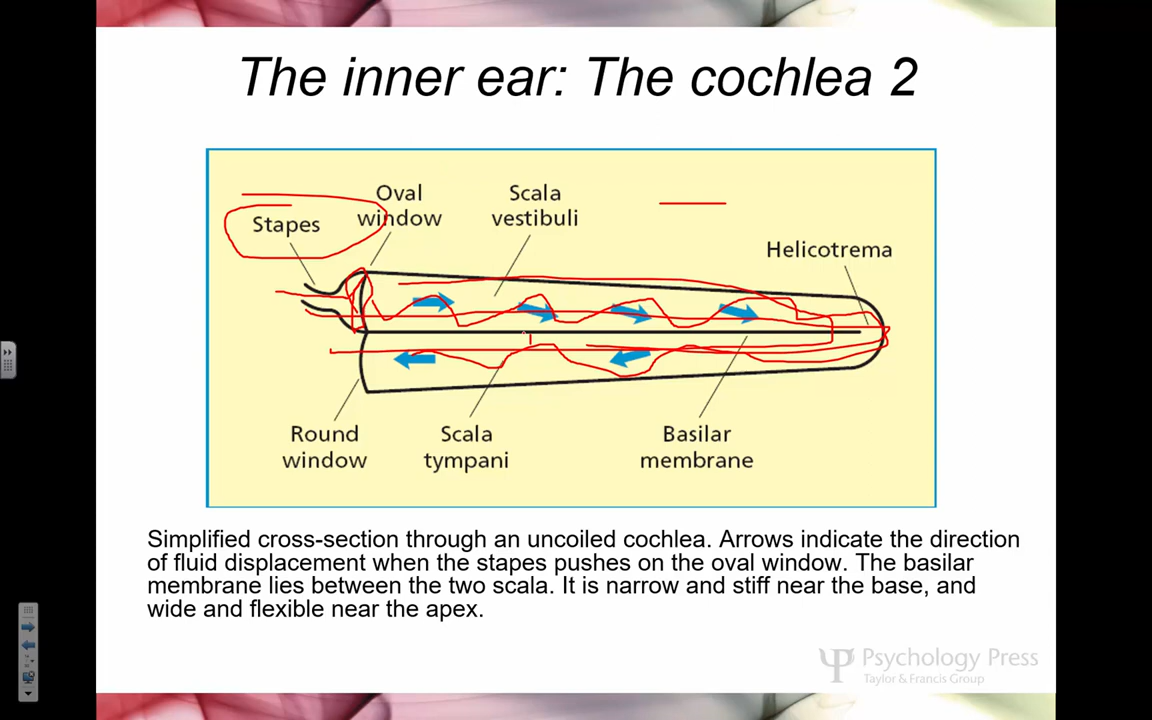 The inner ear: The cochlea 2
Oval
window
Scala
vestibuli
Stapes
Helicotrema
Round
window
Scala
tympani
Basilar
membrane
Simplified cross-section through an uncoiled cochlea. Arrows indicate the direction
of fluid displacement when the stapes pushes on the oval window. The basilar
membrane lies between the two scala. It is narrow and stiff near the base, and
wide and flexible near the apex.
Psychology Press
Taylor & Francis Group